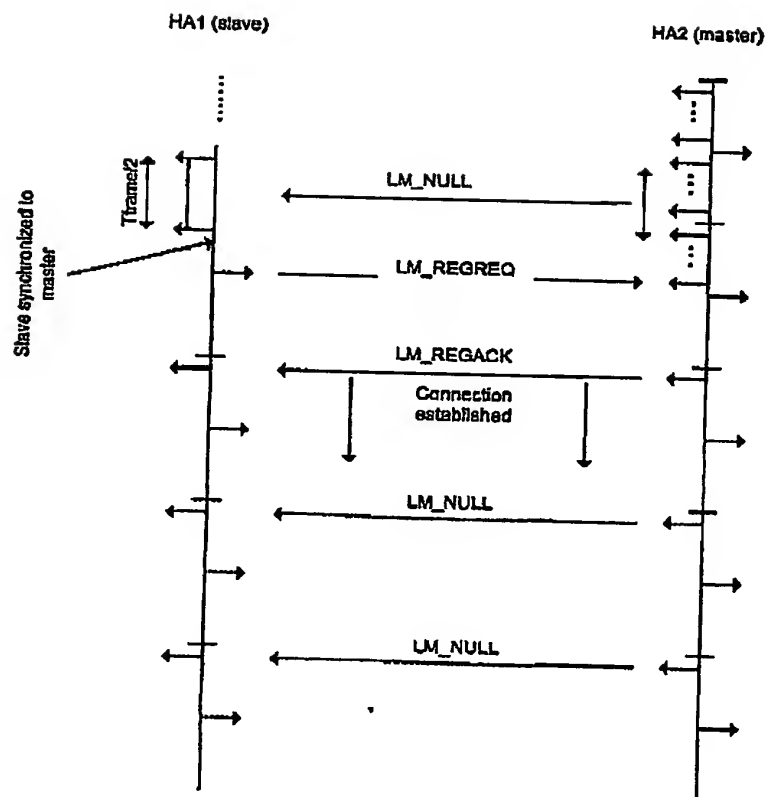 HA1 (slave)
HA2 (master)
Tframe/2
LM_NULL
Slave synchronized to
master
LM_REGREQ
LM_REGACK
Connection
established
LM_NULL
LM_NULL